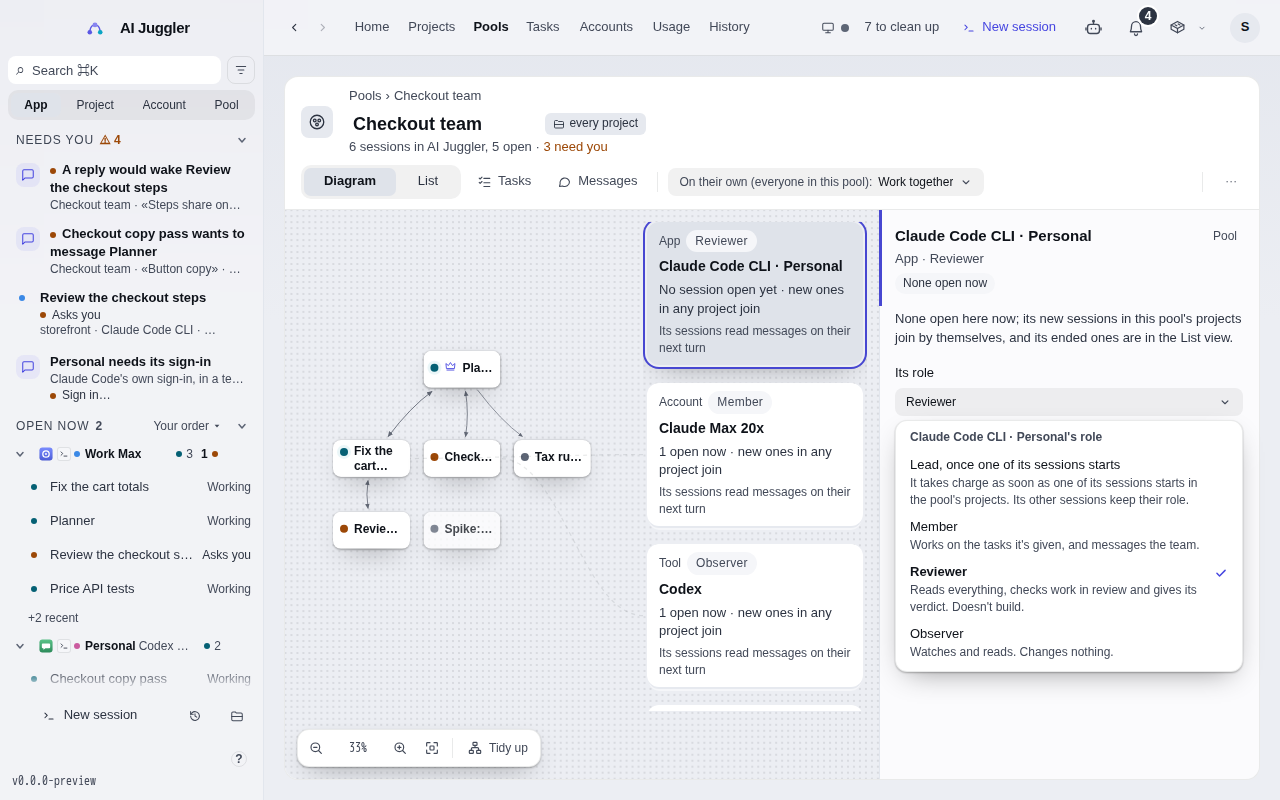 AI Juggler
Home
Projects
Pools
Tasks
Accounts
Usage
History
7 to clean up
New session
4
S
Search ⌘K
App
Project
Account
Pool
NEEDS YOU
4
A reply would wake Review the checkout steps
Checkout team · «Steps share on…
Checkout copy pass wants to message Planner
Checkout team · «Button copy» · …
Review the checkout steps
Asks you
storefront · Claude Code CLI · …
Personal needs its sign-in
Claude Code's own sign-in, in a te…
Sign in…
OPEN NOW 2
Your order
Work Max
3
1
Fix the cart totals
Working
Planner
Working
Review the checkout s…
Asks you
Price API tests
Working
+2 recent
Personal Codex …
2
Checkout copy pass
Working
New session
?
v0.0.0-preview
Pools › Checkout team
Checkout team
every project
6 sessions in AI Juggler, 5 open · 3 need you
Diagram
List
Tasks
Messages
On their own (everyone in this pool): Work together
Pla…
Fix the cart…
Check…
Tax ru…
Revie…
Spike:…
33%
Tidy up
App
Reviewer
Claude Code CLI · Personal
No session open yet · new ones in any project join
Its sessions read messages on their next turn
Account
Member
Claude Max 20x
1 open now · new ones in any project join
Its sessions read messages on their next turn
Tool
Observer
Codex
1 open now · new ones in any project join
Its sessions read messages on their next turn
Claude Code CLI · Personal
Pool
App · Reviewer
None open now
None open here now; its new sessions in this pool's projects join by themselves, and its ended ones are in the List view.
Its role
Reviewer
Claude Code CLI · Personal's role
Lead, once one of its sessions starts
It takes charge as soon as one of its sessions starts in the pool's projects. Its other sessions keep their role.
Member
Works on the tasks it's given, and messages the team.
Reviewer
Reads everything, checks work in review and gives its verdict. Doesn't build.
Observer
Watches and reads. Changes nothing.